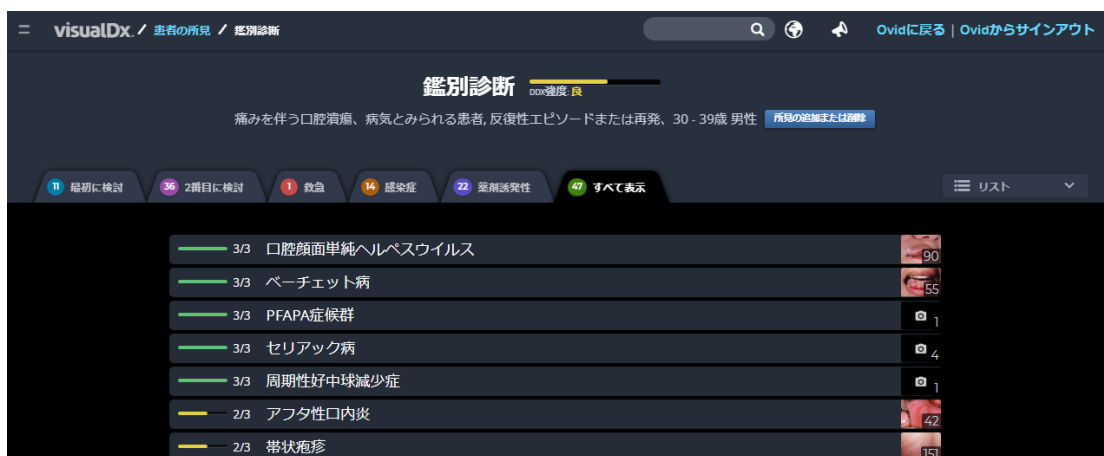 visualDx / 患者の所見 / 鑑別診断 Ovidに戻る | Ovidからサインアウト
鑑別診断 DDX強度:良
痛みを伴う口腔潰瘍、病気とみられる患者, 反復性エピソードまたは再発、30 - 39歳 男性 所見の追加または削除
11 最初に検討 36 2番目に検討 1 救急 14 感染症 22 薬剤誘発性 47 すべて表示 リスト
3/3 口腔顔面単純ヘルペスウイルス 90
3/3 ベーチェット病 55
3/3 PFAPA症候群 1
3/3 セリアック病 4
3/3 周期性好中球減少症 1
2/3 アフタ性口内炎 42
2/3 帯状疱疹 151